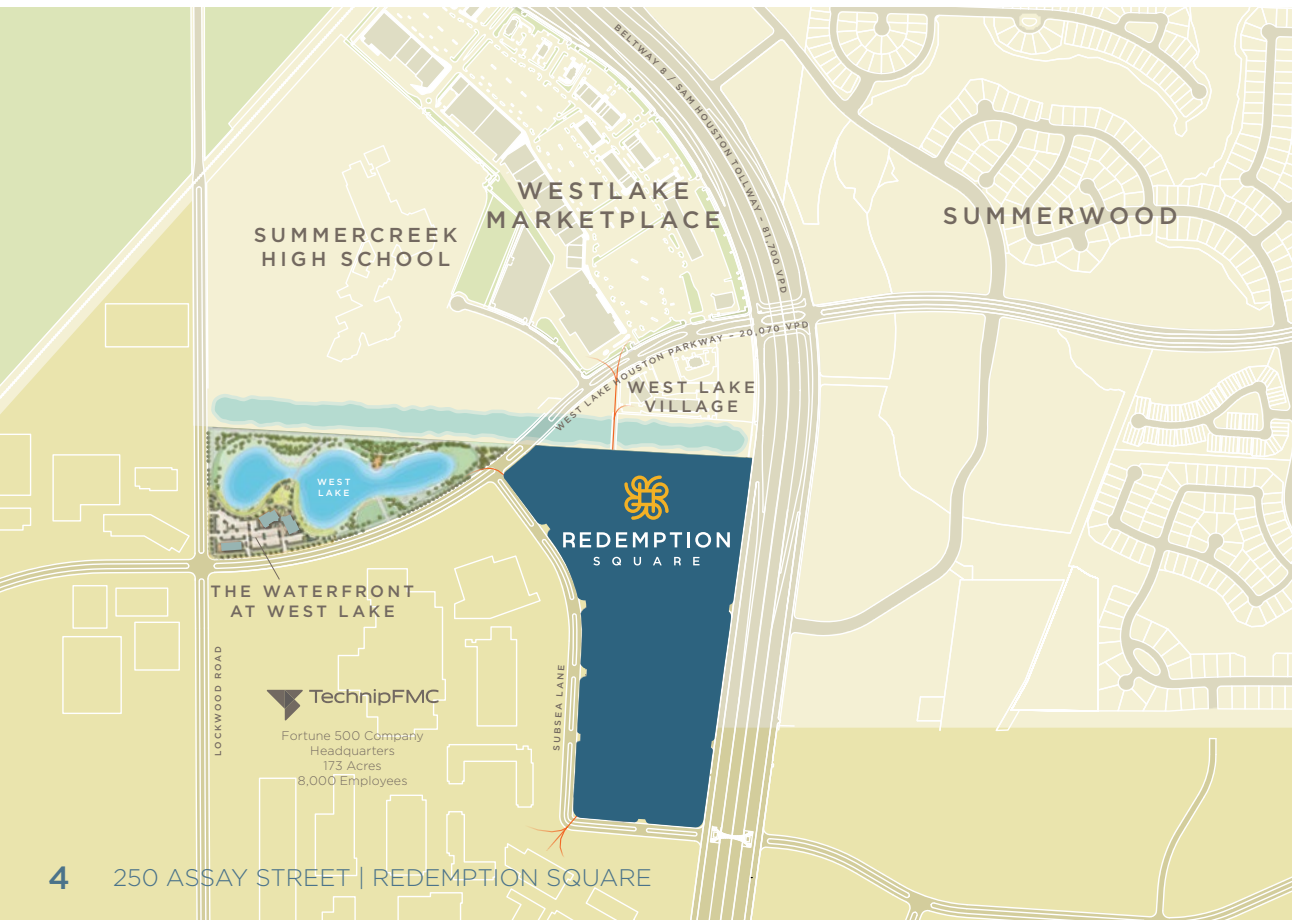 BELTWAY 8 / SAM HOUSTON TOLLWAY - 81,700 VPD
WESTLAKE
MARKETPLACE
SUMMERWOOD
SUMMERCREEK
HIGH SCHOOL
WEST LAKE HOUSTON PARKWAY - 20,070 VPD
WEST LAKE
VILLAGE
WEST
LAKE
REDEMPTION
SQUARE
THE WATERFRONT
AT WEST LAKE
LOCKWOOD ROAD
SUBSEA LANE
TechnipFMC
Fortune 500 Company
Headquarters
173 Acres
8,000 Employees
4 250 ASSAY STREET | REDEMPTION SQUARE